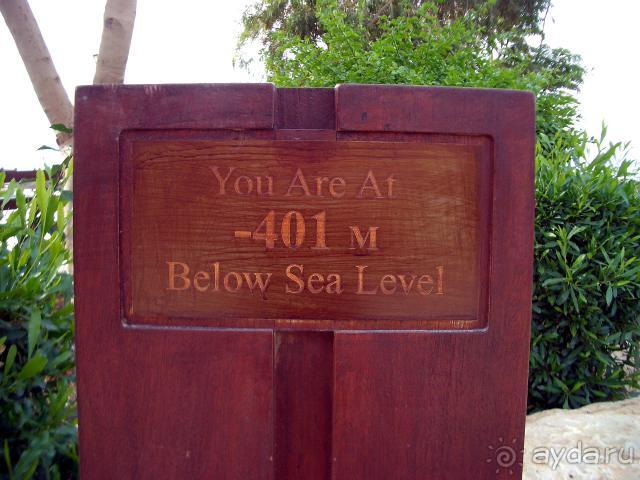 You Are At
-401 M
Below Sea Level
ayda.ru